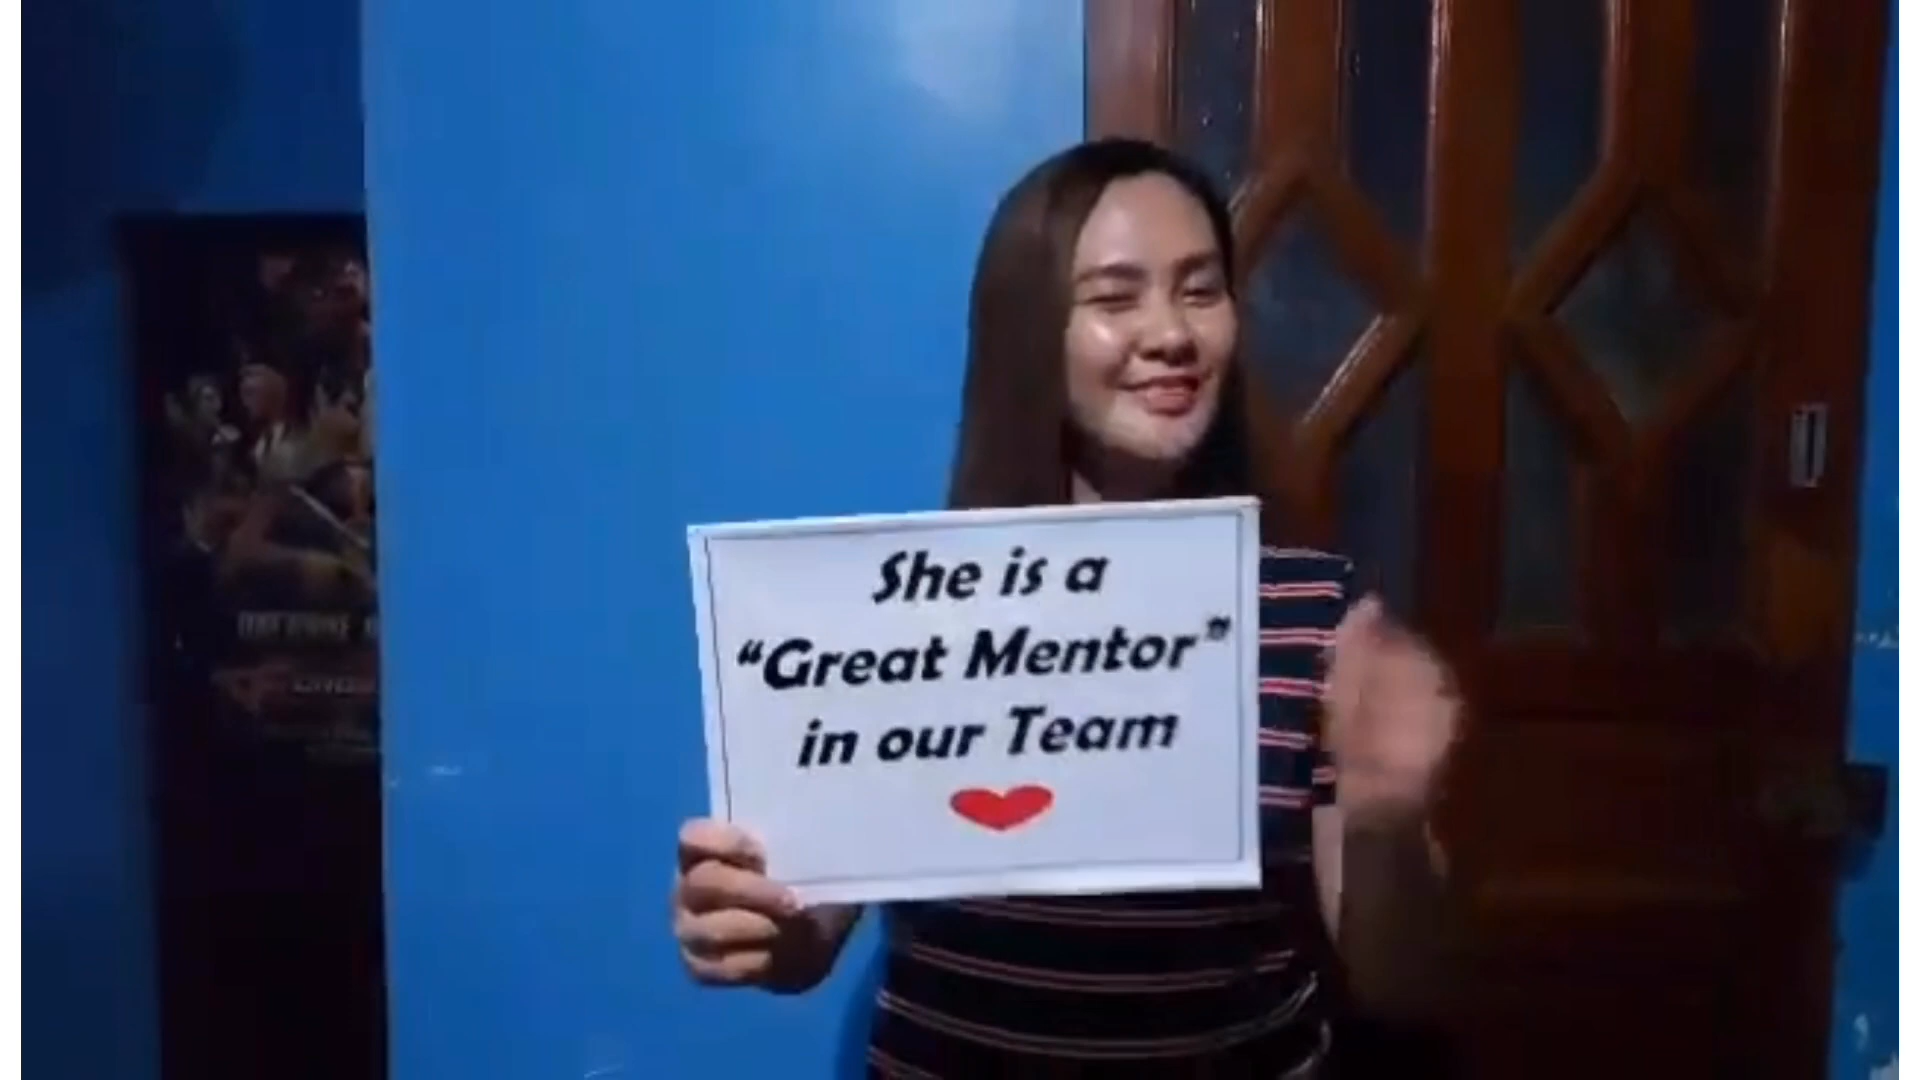 She is a
“Great Mentor”
in our Team